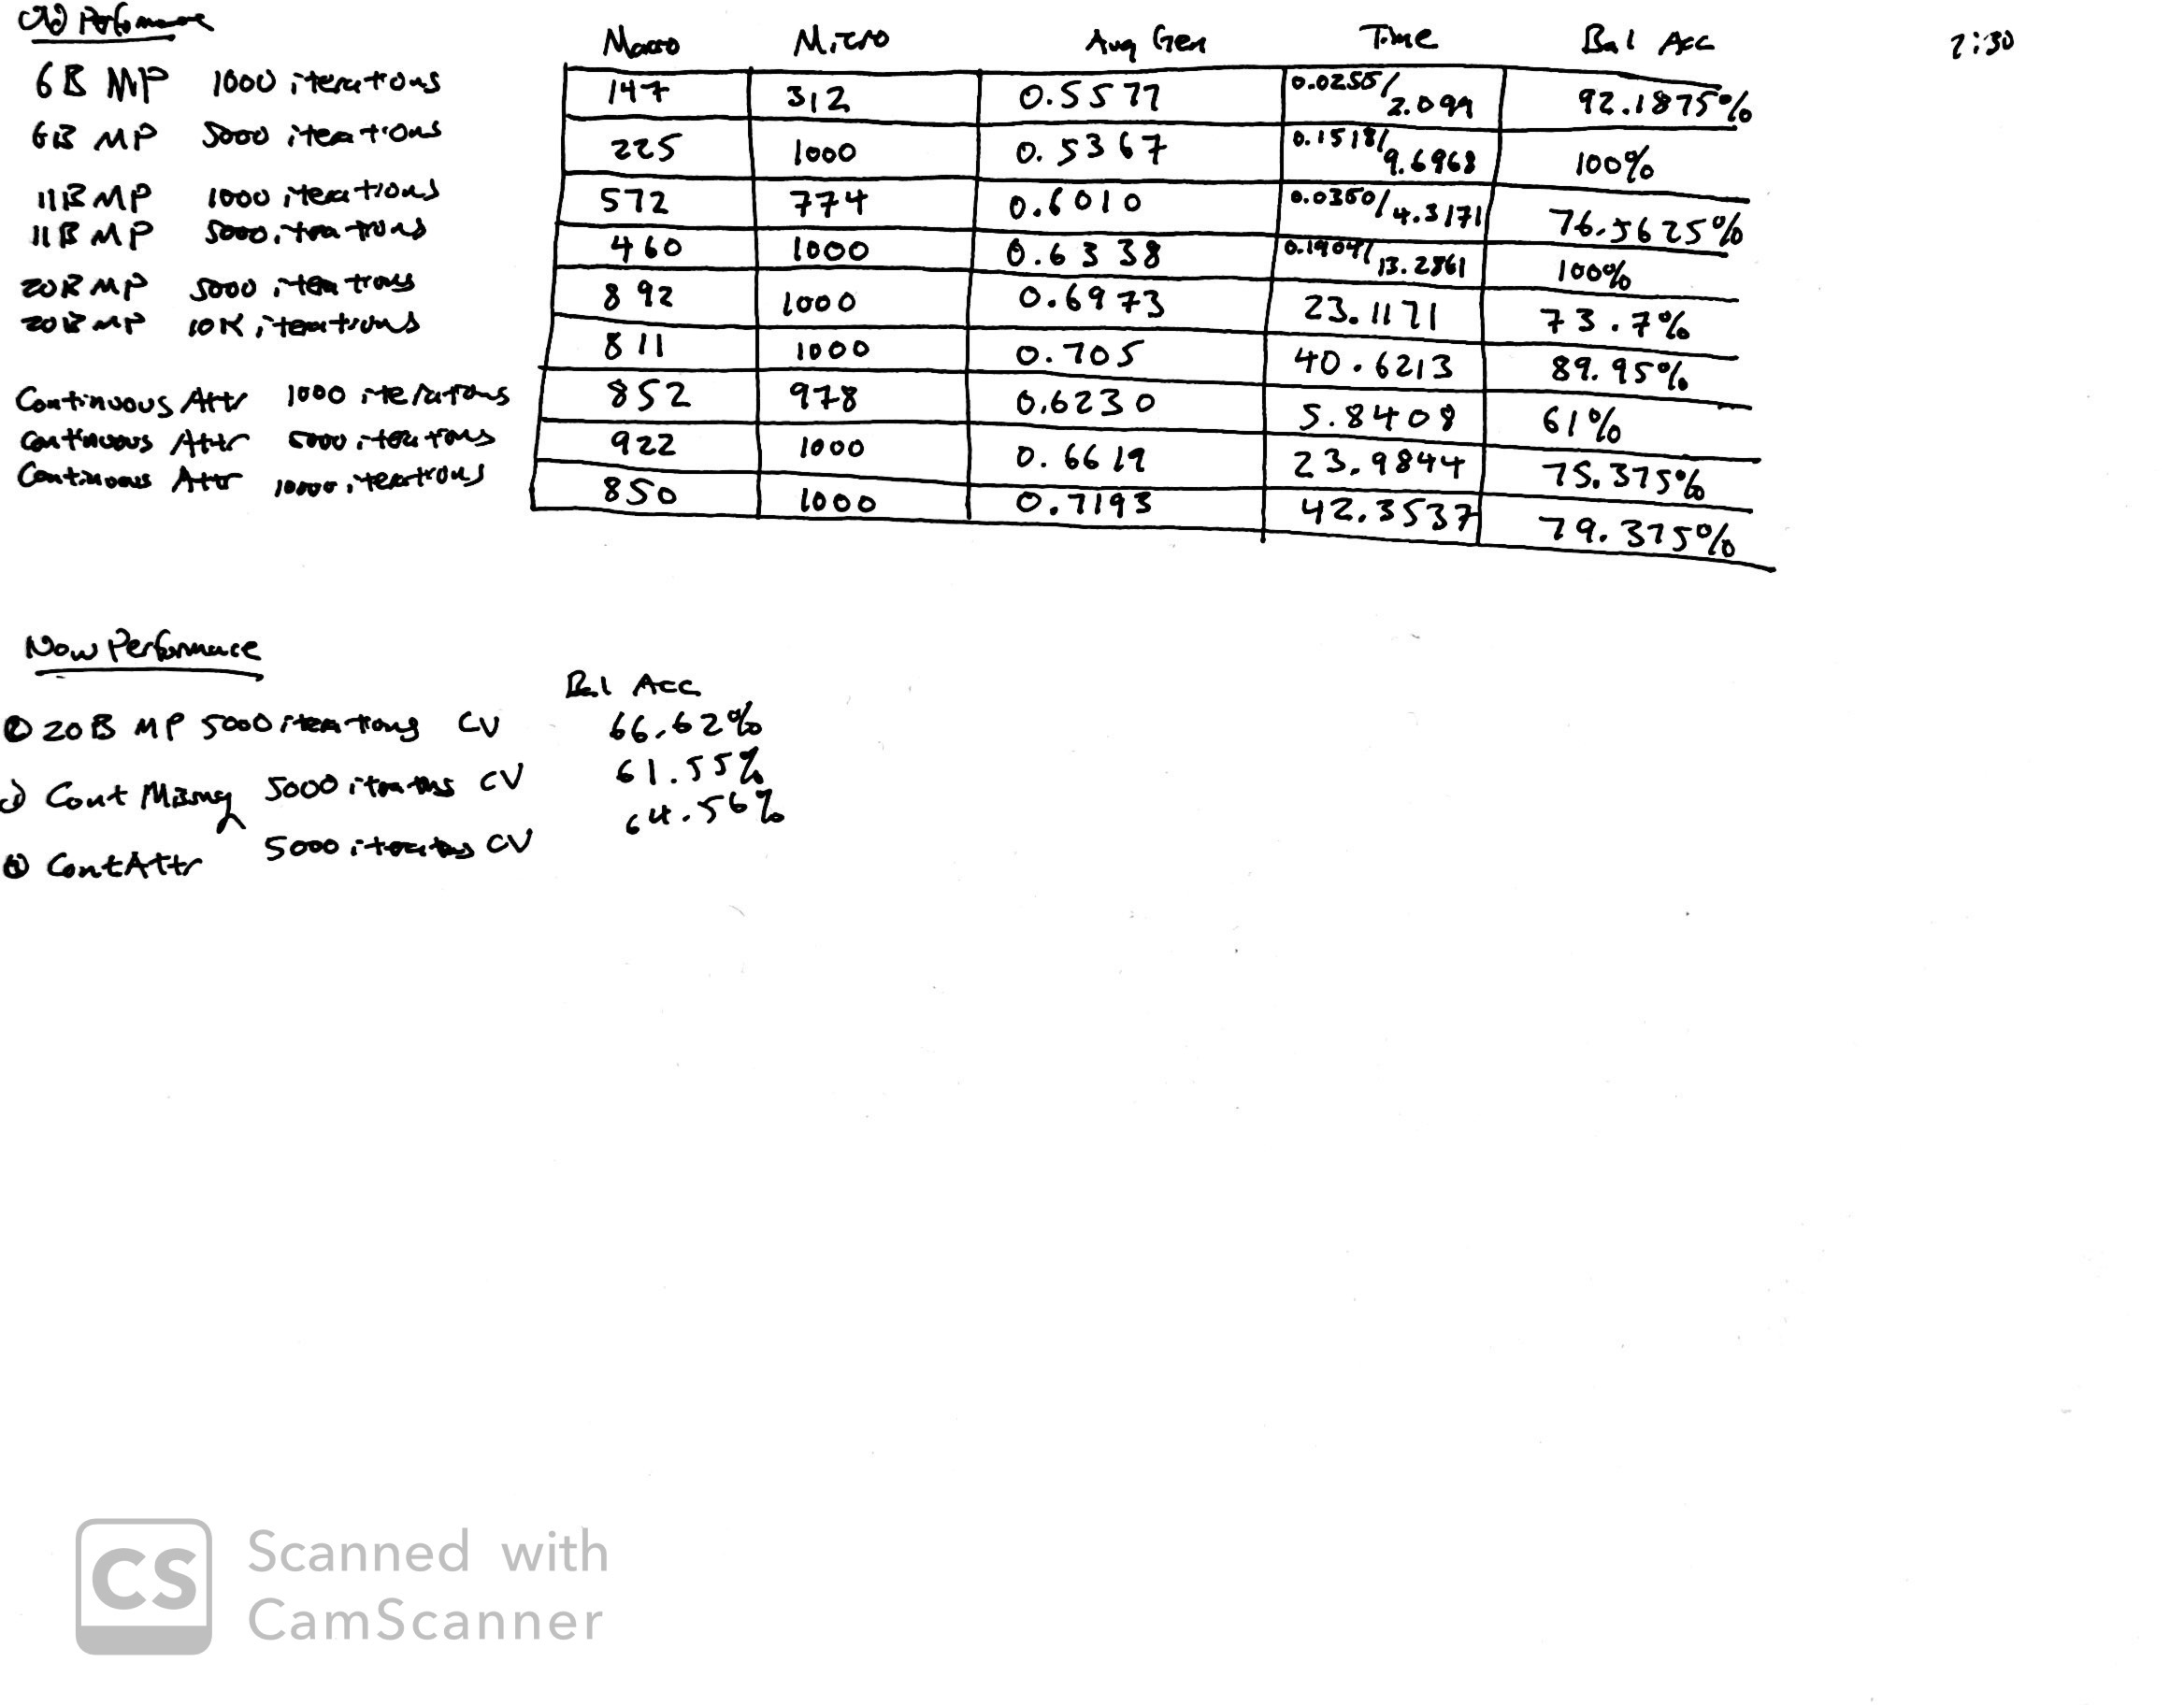 Old Performance
Macro Micro Avg Gen Time Bal Acc 2:30
6B MP 1000 iterations 147 312 0.5577 0.0255/2.099 92.1875%
6B MP 5000 iterations 225 1000 0.5367 0.1518/9.6968 100%
11B MP 1000 iterations 572 774 0.6010 0.0350/4.3171 76.5625%
11B MP 5000 iterations 460 1000 0.6338 0.1904/13.2861 100%
20B MP 5000 iterations 892 1000 0.6973 23.1171 73.7%
20B MP 10K iterations 811 1000 0.705 40.6213 89.95%
Continuous Attr 1000 iterations 852 978 0.6230 5.8408 61%
Continuous Attr 5000 iterations 922 1000 0.6619 23.9844 75.375%
Continuous Attr 10000 iterations 850 1000 0.7193 42.3537 79.375%
Now Performance
Bal Acc
20B MP 5000 iterations CV 66.62%
Cont Missing 5000 iterations CV 61.55%
ContAttr 5000 iterations CV 64.56%
CS Scanned with
CamScanner